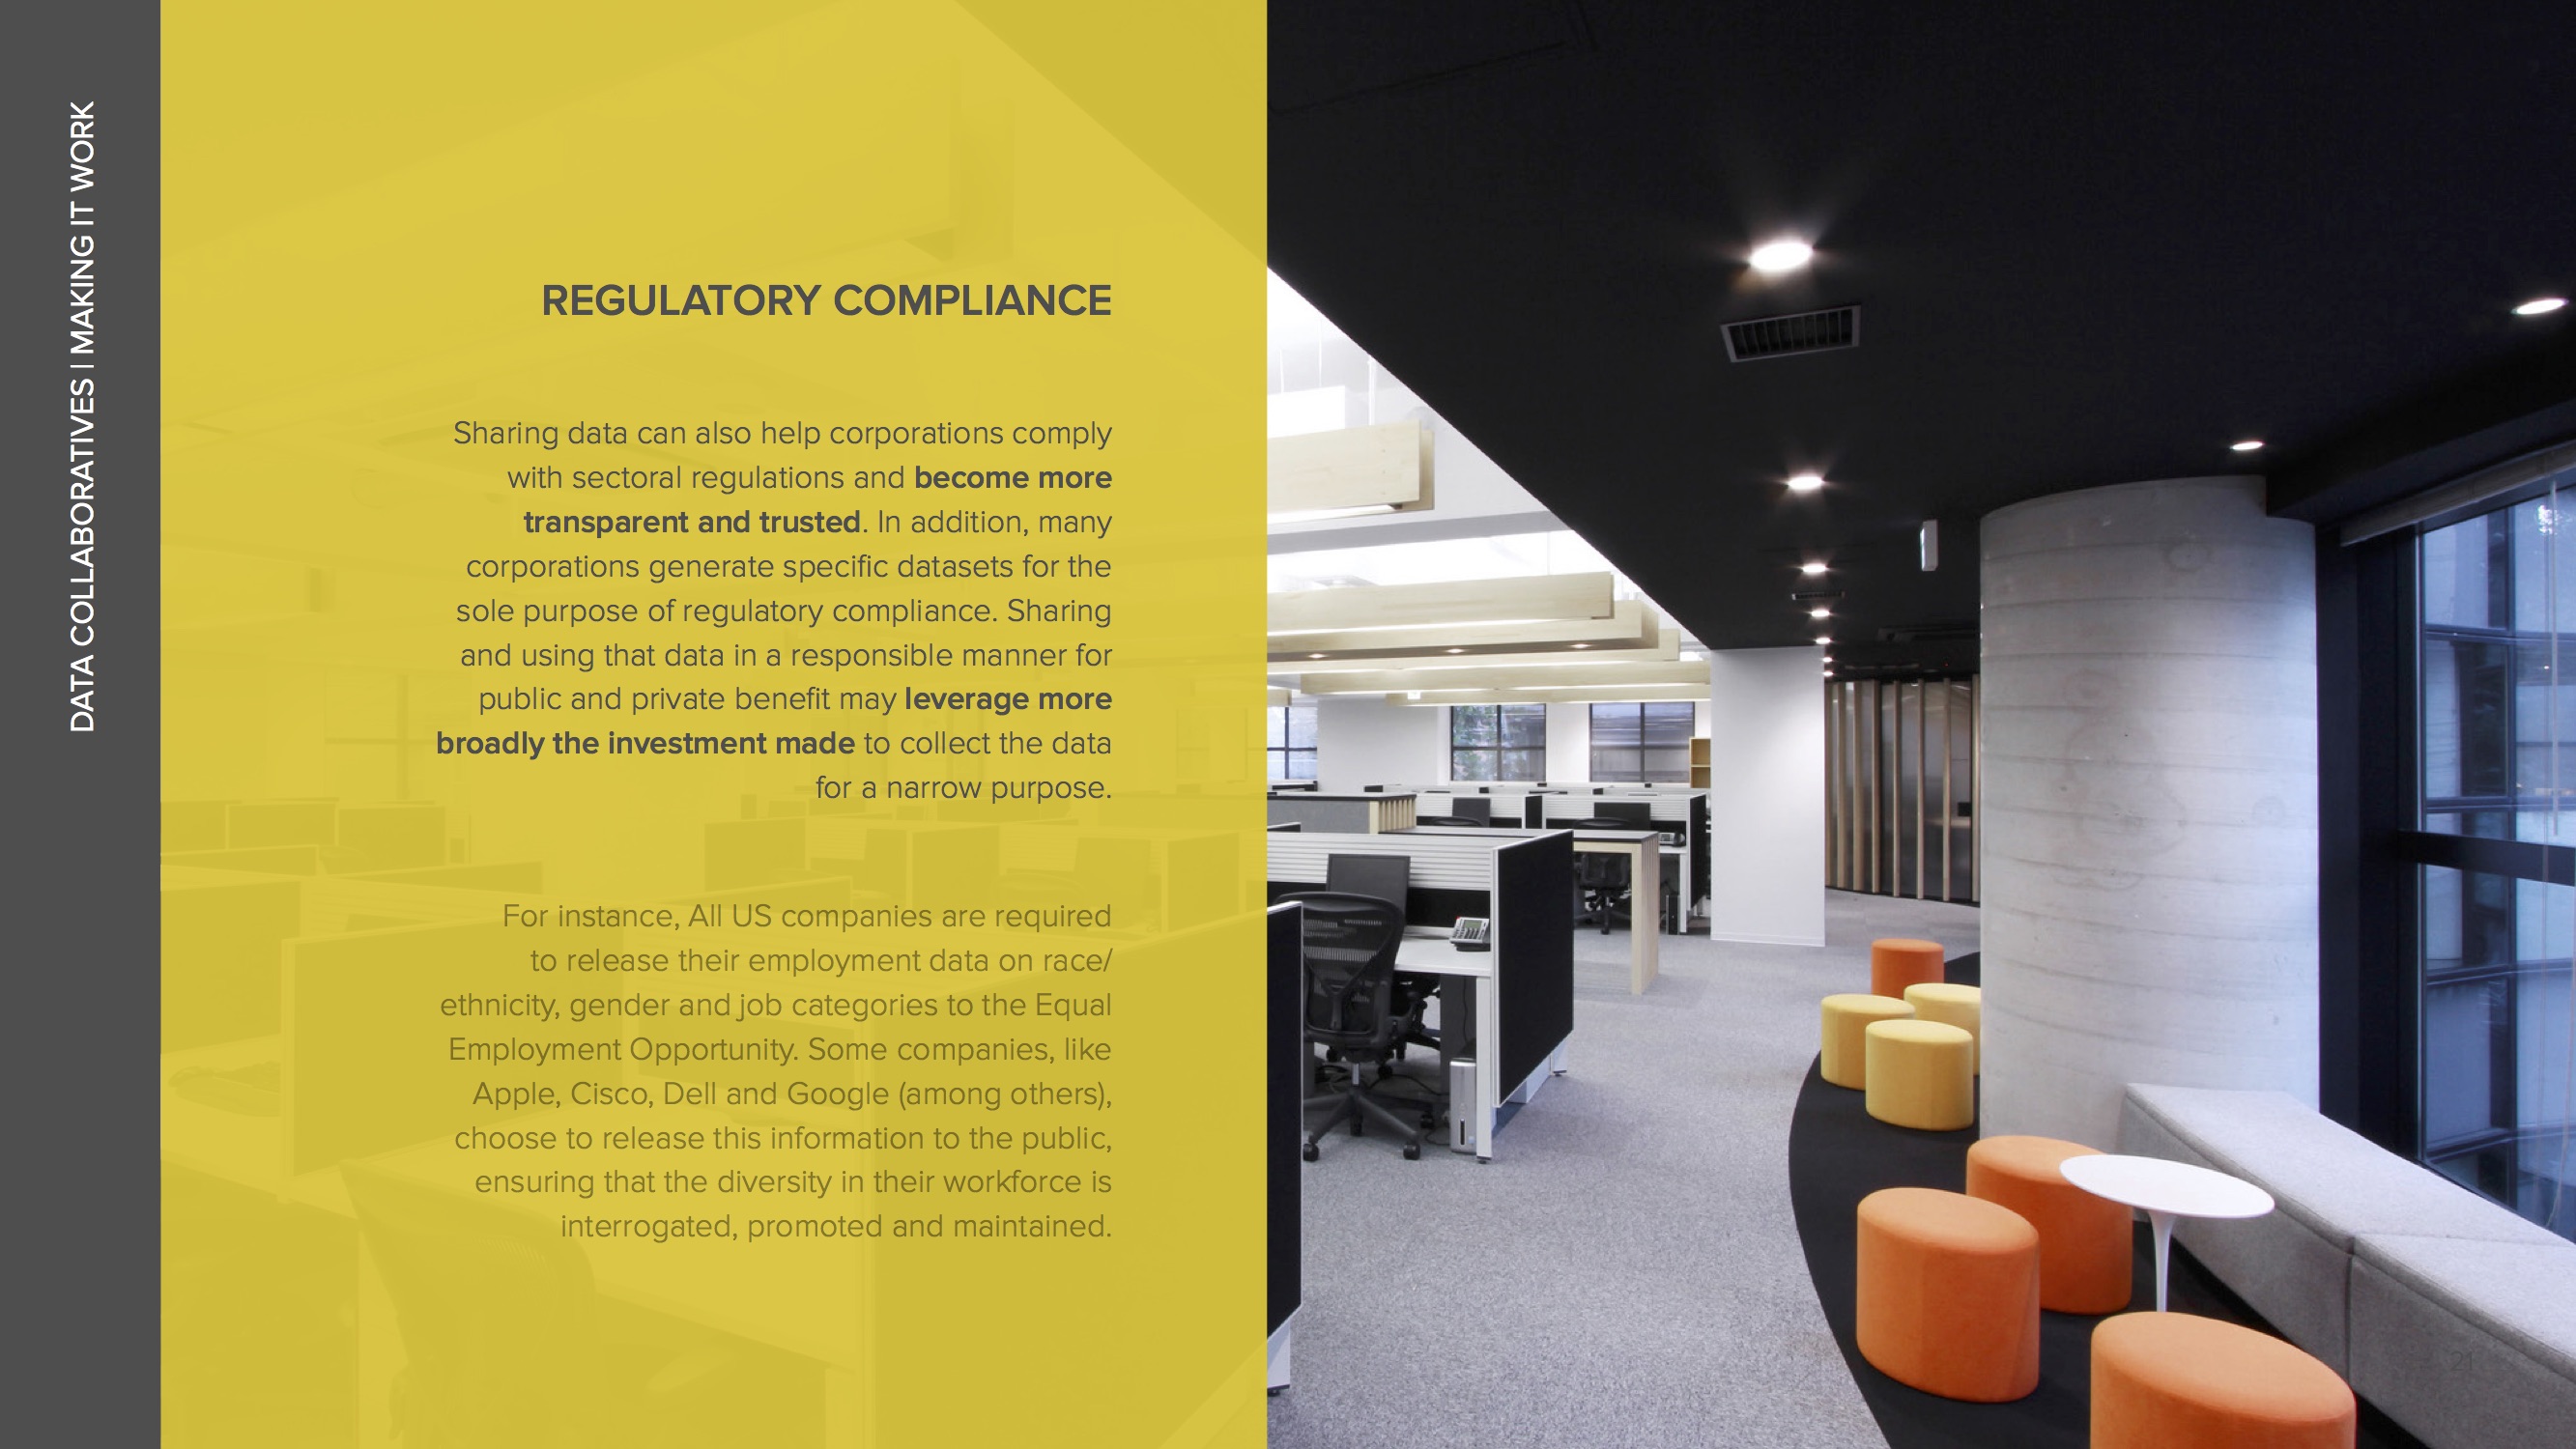 DATA COLLABORATIVES | MAKING IT WORK
REGULATORY COMPLIANCE
Sharing data can also help corporations comply
with sectoral regulations and become more
transparent and trusted. In addition, many
corporations generate specific datasets for the
sole purpose of regulatory compliance. Sharing
and using that data in a responsible manner for
public and private benefit may leverage more
broadly the investment made to collect the data
for a narrow purpose.
For instance, All US companies are required
to release their employment data on race/
ethnicity, gender and job categories to the Equal
Employment Opportunity. Some companies, like
Apple, Cisco, Dell and Google (among others),
choose to release this information to the public,
ensuring that the diversity in their workforce is
interrogated, promoted and maintained.
21